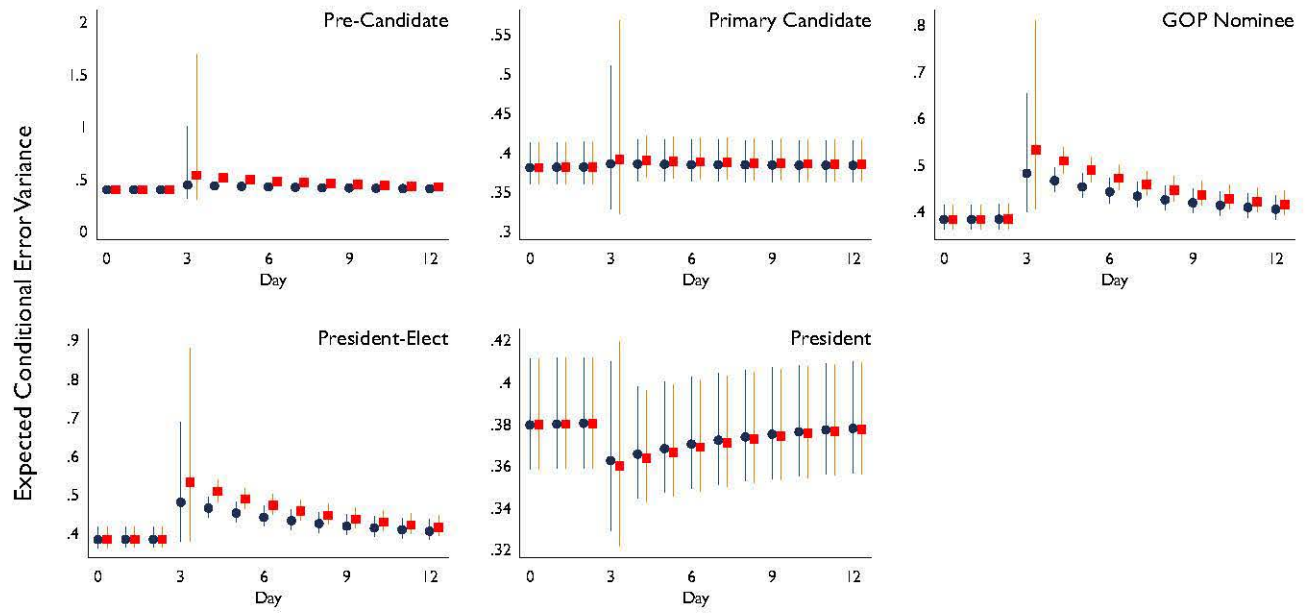 Expected Conditional Error Variance
Pre-Candidate
2
1.5
1
.5
0
0 3 6 9 12
Day
Primary Candidate
.55
.5
.45
.4
.35
.3
0 3 6 9 12
Day
GOP Nominee
.8
.7
.6
.5
.4
0 3 6 9 12
Day
President-Elect
.9
.8
.7
.6
.5
.4
0 3 6 9 12
Day
President
.42
.4
.38
.36
.34
.32
0 3 6 9 12
Day